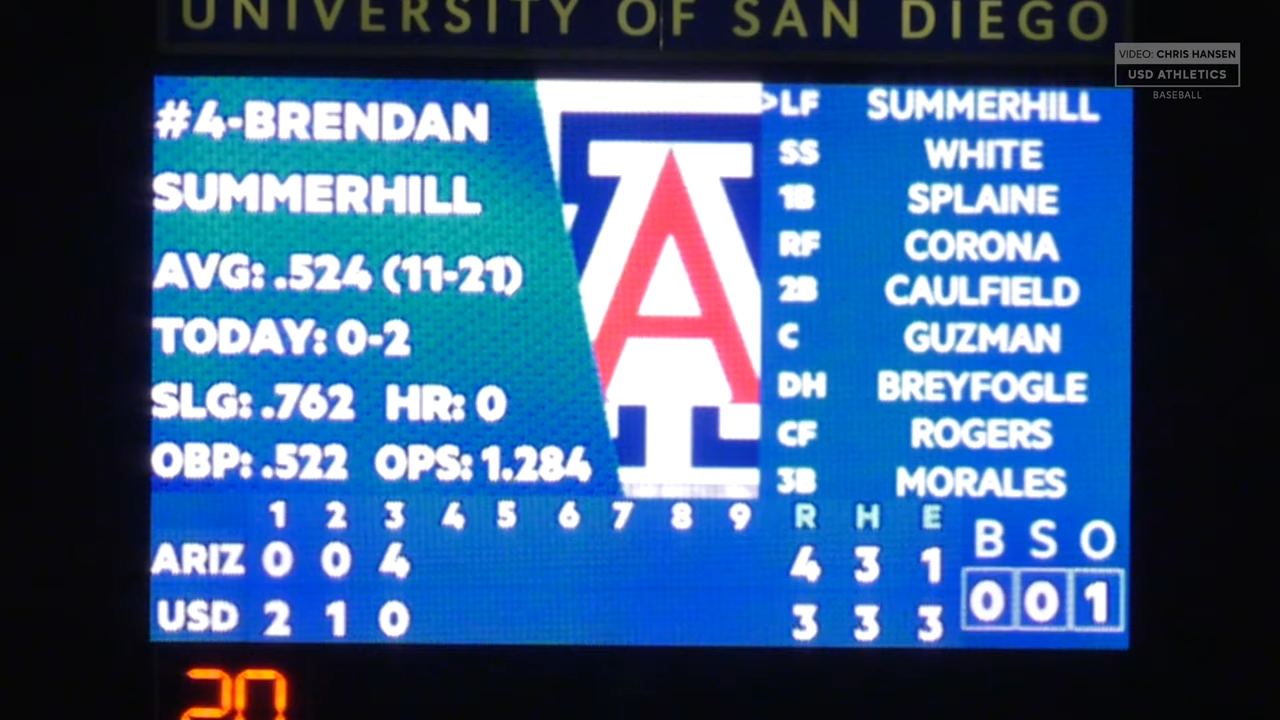 UNIVERSITY OF SAN DIEGO
VIDEO: CHRIS HANSEN
USD ATHLETICS
BASEBALL
#4-BRENDAN
SUMMERHILL
AVG: .524 (11-21)
TODAY: 0-2
SLG: .762 HR: 0
OBP: .522 OPS: 1.284
A
>LF SUMMERHILL
SS WHITE
1B SPLAINE
RF CORONA
2B CAULFIELD
C GUZMAN
DH BREYFOGLE
CF ROGERS
3B MORALES
1 2 3 4 5 6 7 8 9 R H E
ARIZ 0 0 4 4 3 1
USD 2 1 0 3 3 3
B S O
0 0 1
20